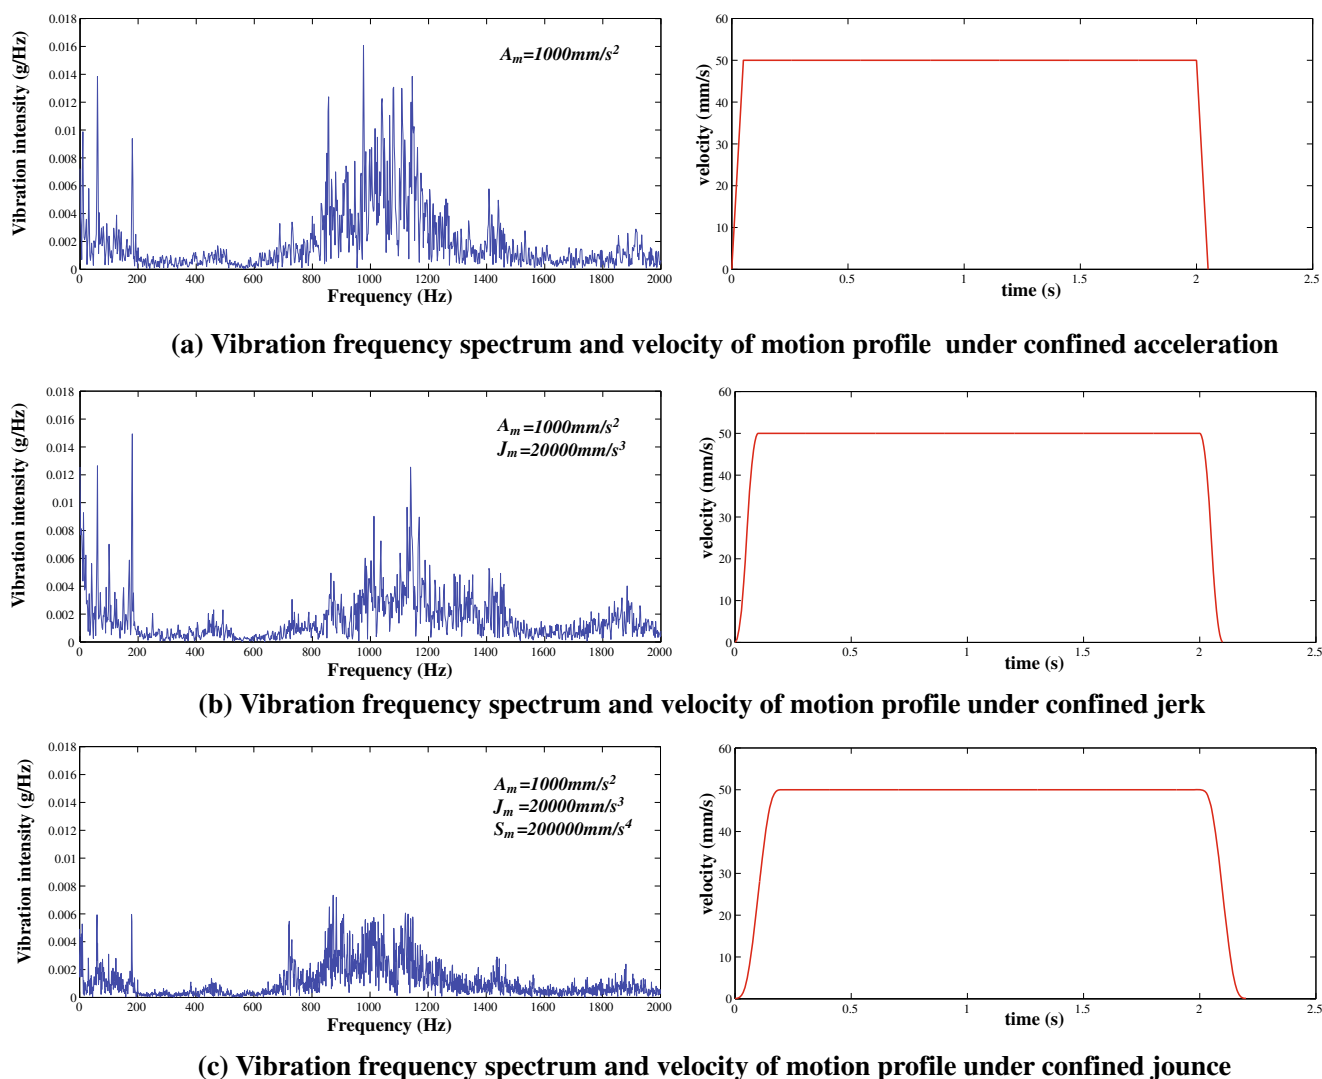 0.018
0.016
0.014
0.012
0.01
0.008
0.006
0.004
0.002
0
Vibration intensity (g/Hz)
A_m=1000mm/s²
0 200 400 600 800 1000 1200 1400 1600 1800 2000
Frequency (Hz)
60
50
40
30
20
10
0
velocity (mm/s)
0.5 1 1.5 2 2.5
time (s)
(a) Vibration frequency spectrum and velocity of motion profile under confined acceleration
0.018
0.016
0.014
0.012
0.01
0.008
0.006
0.004
0.002
0
Vibration intensity (g/Hz)
A_m=1000mm/s²
J_m=20000mm/s³
0 200 400 600 800 1000 1200 1400 1600 1800 2000
Frequency (Hz)
60
50
40
30
20
10
0
velocity (mm/s)
0 0.5 1 1.5 2 2.5
time (s)
(b) Vibration frequency spectrum and velocity of motion profile under confined jerk
0.018
0.016
0.014
0.012
0.01
0.008
0.006
0.004
0.002
0
Vibration intensity (g/Hz)
A_m=1000mm/s²
J_m=20000mm/s³
S_m=200000mm/s⁴
0 200 400 600 800 1000 1200 1400 1600 1800 2000
Frequency (Hz)
60
50
40
30
20
10
0
velocity (mm/s)
0 0.5 1 1.5 2 2.5
time (s)
(c) Vibration frequency spectrum and velocity of motion profile under confined jounce